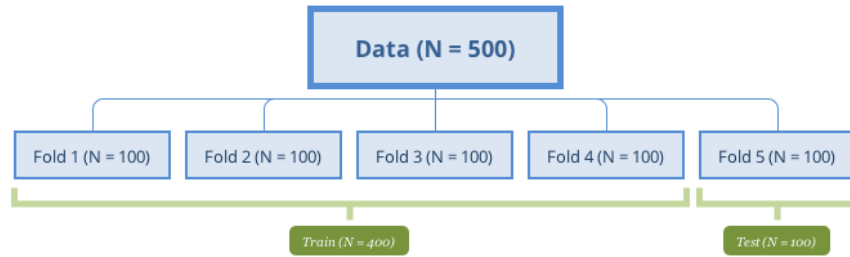 Data (N = 500)
Fold 1 (N = 100)
Fold 2 (N = 100)
Fold 3 (N = 100)
Fold 4 (N = 100)
Fold 5 (N = 100)
Train (N = 400)
Test (N = 100)